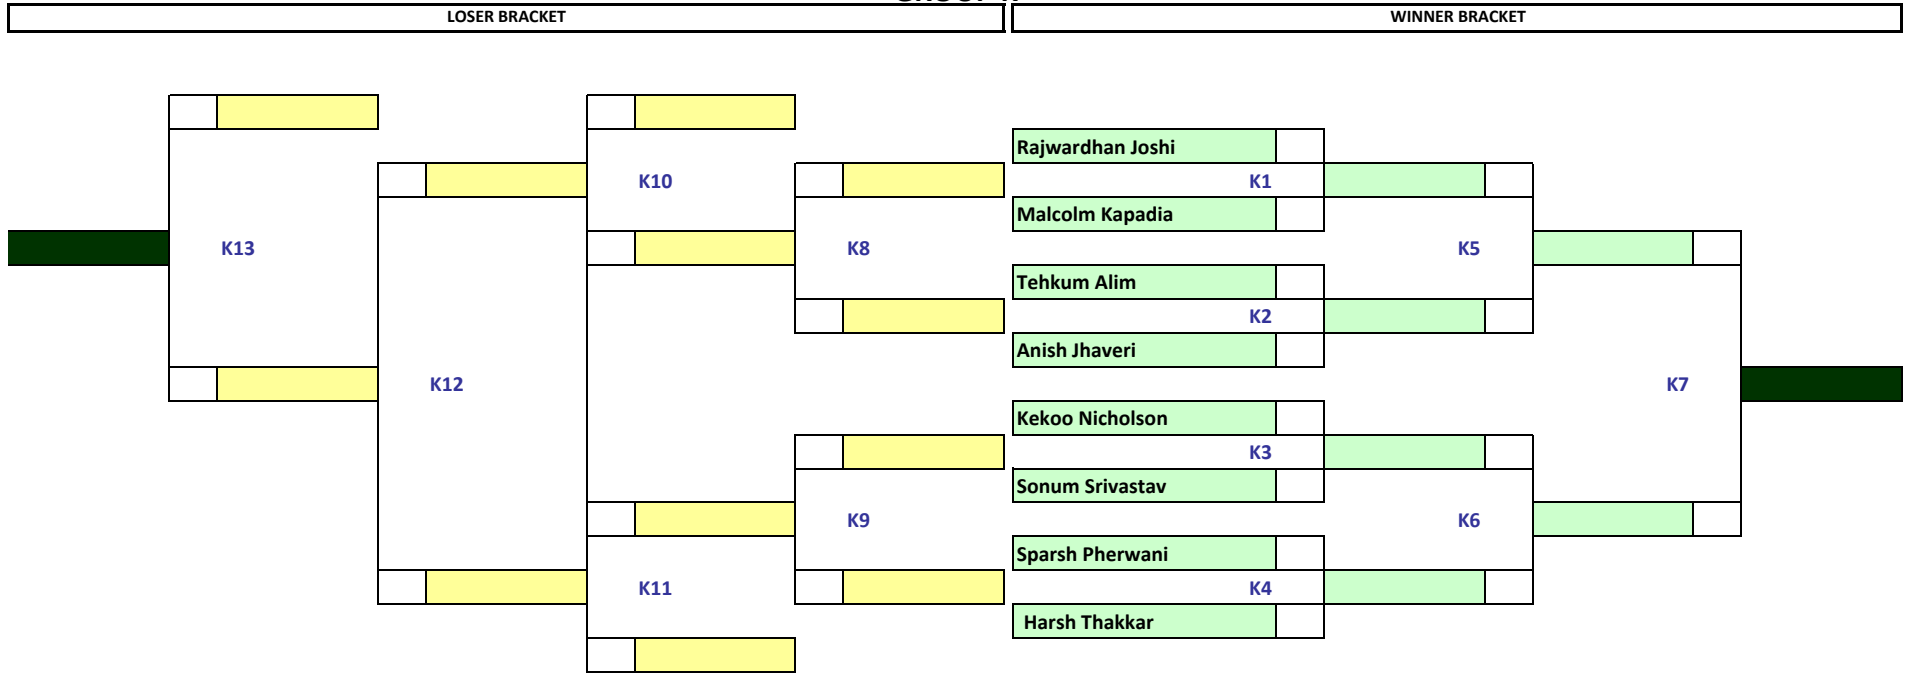 LOSER BRACKET
WINNER BRACKET
Rajwardhan Joshi
K10
K1
Malcolm Kapadia
K13
K8
K5
Tehkum Alim
K2
Anish Jhaveri
K12
K7
Kekoo Nicholson
K3
Sonum Srivastav
K9
K6
Sparsh Pherwani
K11
K4
Harsh Thakkar